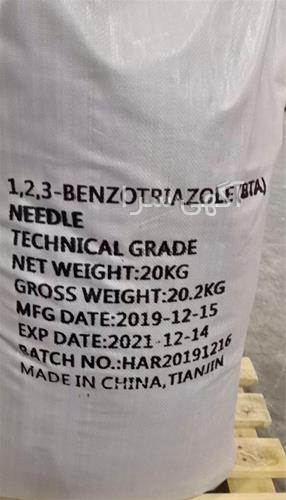 1,2,3-BENZOTRIAZOLE(BTA)
NEEDLE
TECHNICAL GRADE
NET WEIGHT:20KG
GROSS WEIGHT:20.2KG
MFG DATE:2019-12-15
EXP DATE:2021-12-14
BATCH NO.:HAR20191216
MADE IN CHINA,TIANJIN